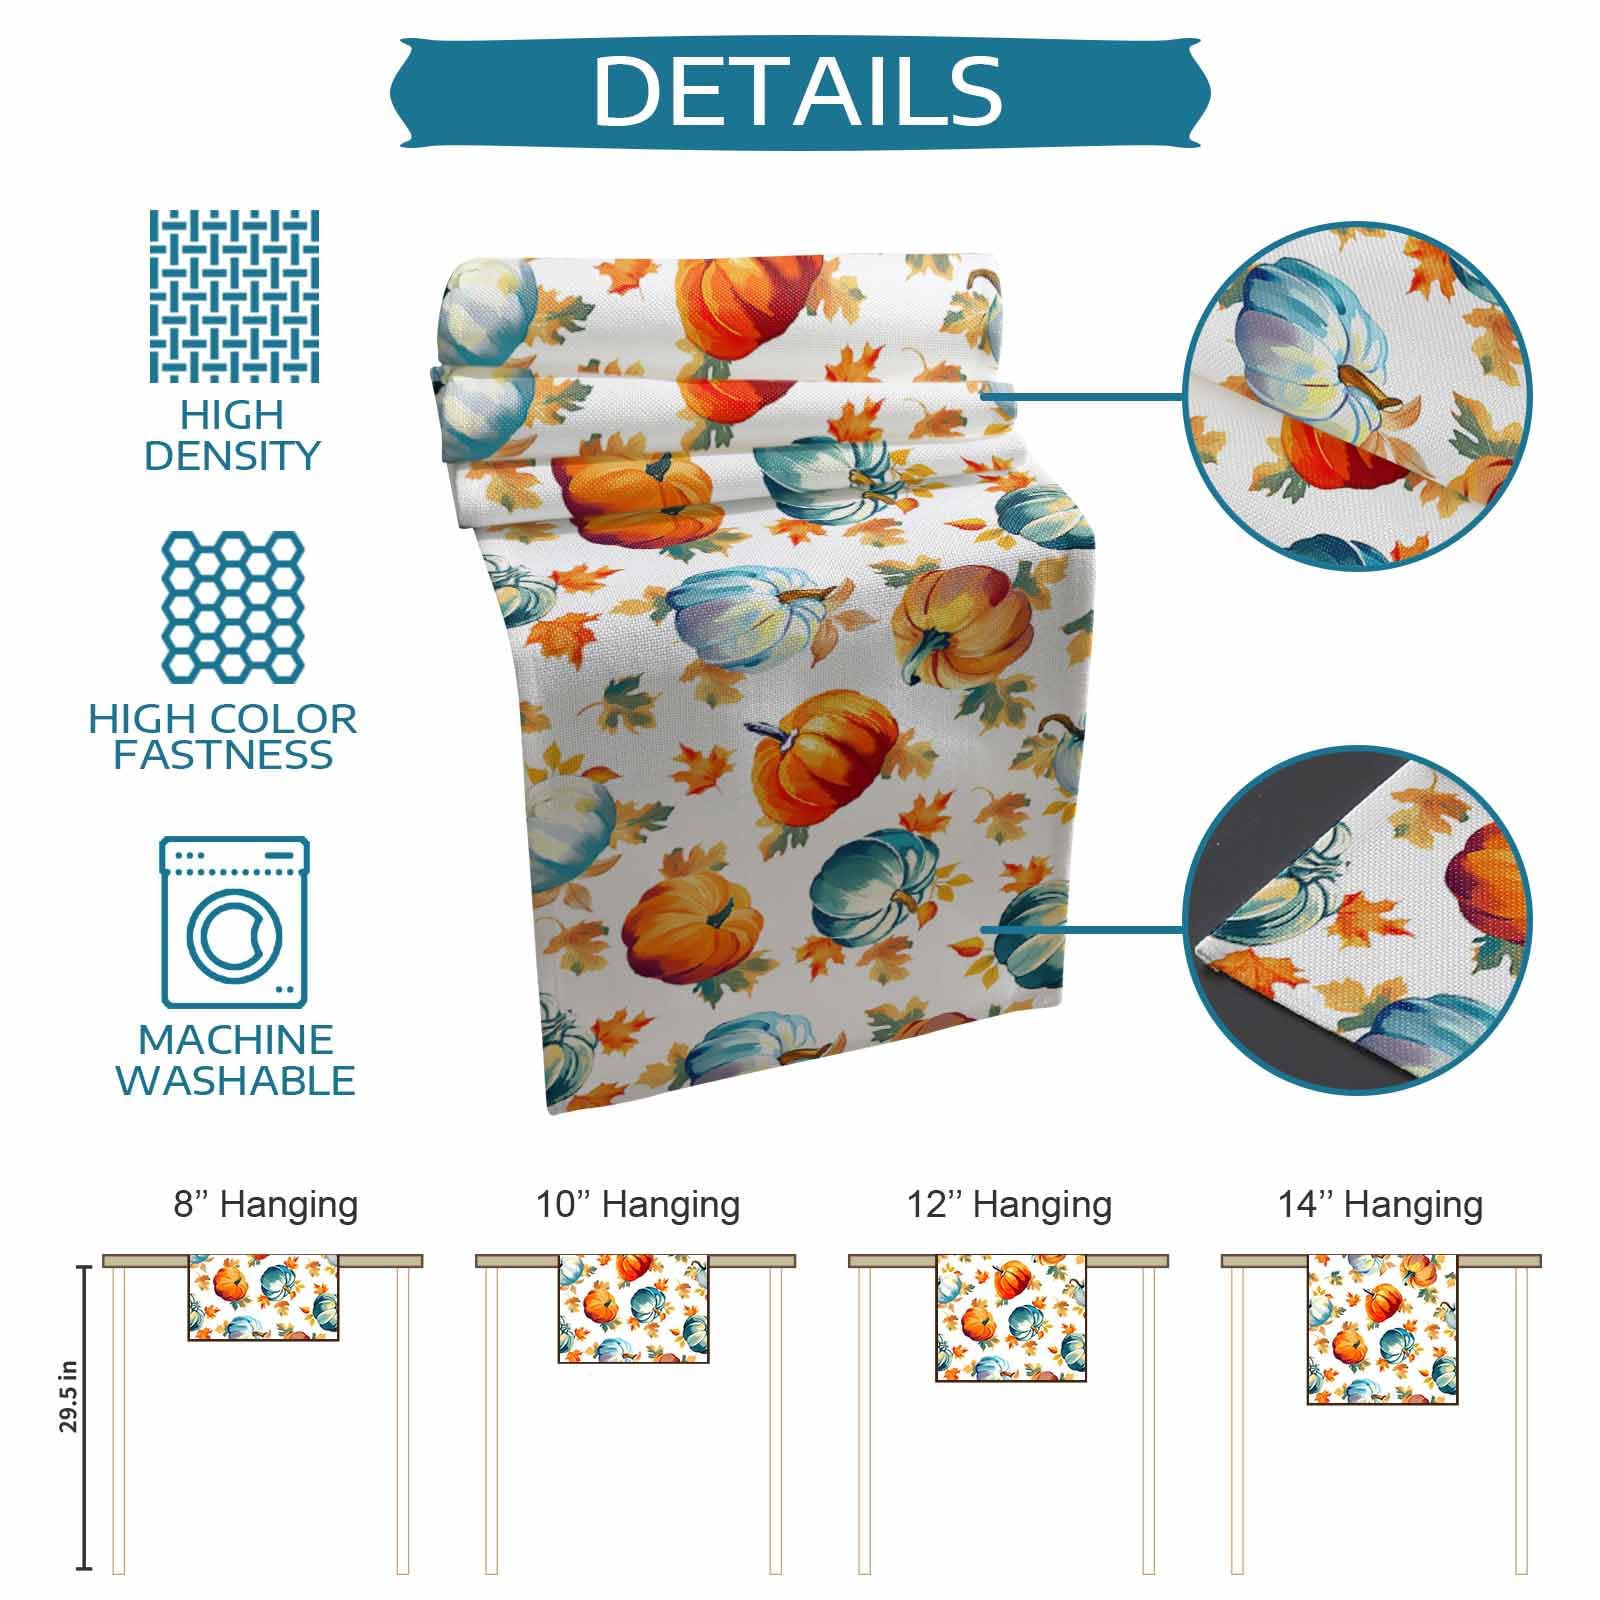 DETAILS
HIGH
DENSITY
HIGH COLOR
FASTNESS
MACHINE
WASHABLE
8’’ Hanging
10’’ Hanging
12’’ Hanging
14’’ Hanging
29.5 in